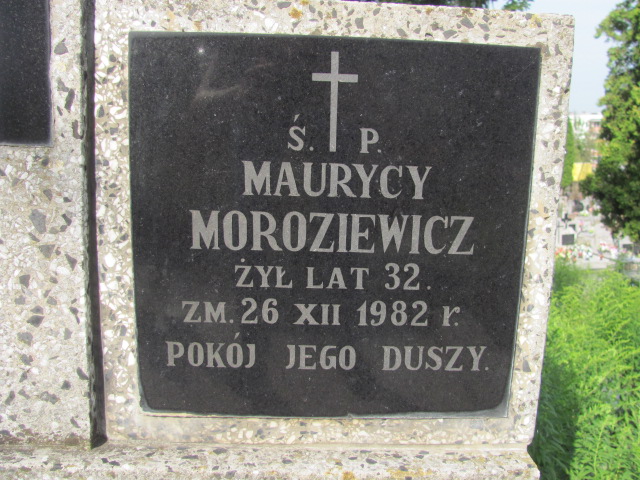 Ś. P.
MAURYCY
MOROZIEWICZ
ŻYŁ LAT 32.
ZM. 26 XII 1982 r.
POKÓJ JEGO DUSZY.